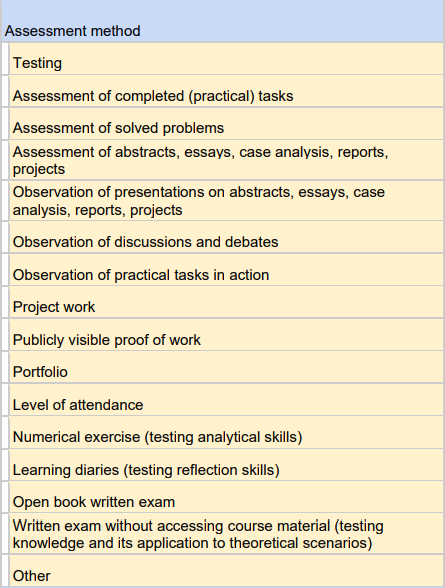 Assessment method
Testing
Assessment of completed (practical) tasks
Assessment of solved problems
Assessment of abstracts, essays, case analysis, reports,
projects
Observation of presentations on abstracts, essays, case
analysis, reports, projects
Observation of discussions and debates
Observation of practical tasks in action
Project work
Publicly visible proof of work
Portfolio
Level of attendance
Numerical exercise (testing analytical skills)
Learning diaries (testing reflection skills)
Open book written exam
Written exam without accessing course material (testing
knowledge and its application to theoretical scenarios)
Other